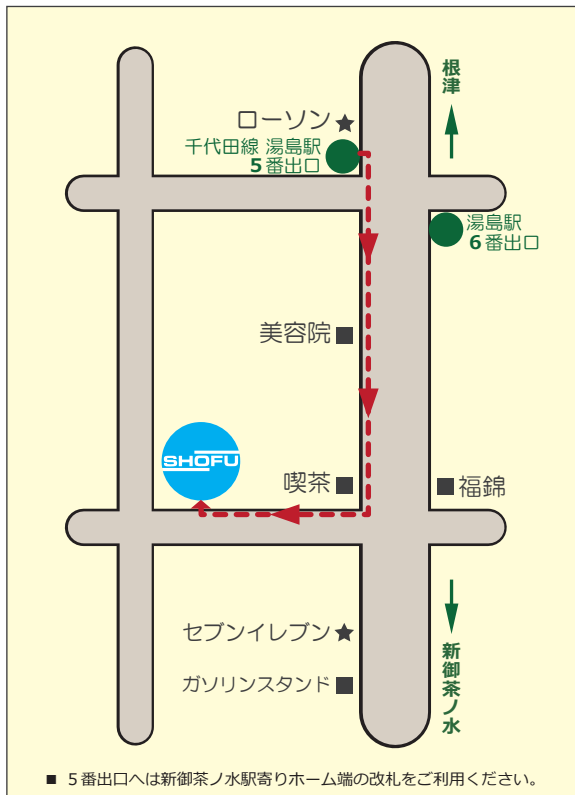 根津
ローソン
千代田線 湯島駅
5番出口
湯島駅
6番出口
美容院
SHOFU
喫茶
福錦
セブンイレブン
ガソリンスタンド
新御茶ノ水
■ 5番出口へは新御茶ノ水駅寄りホーム端の改札をご利用ください。